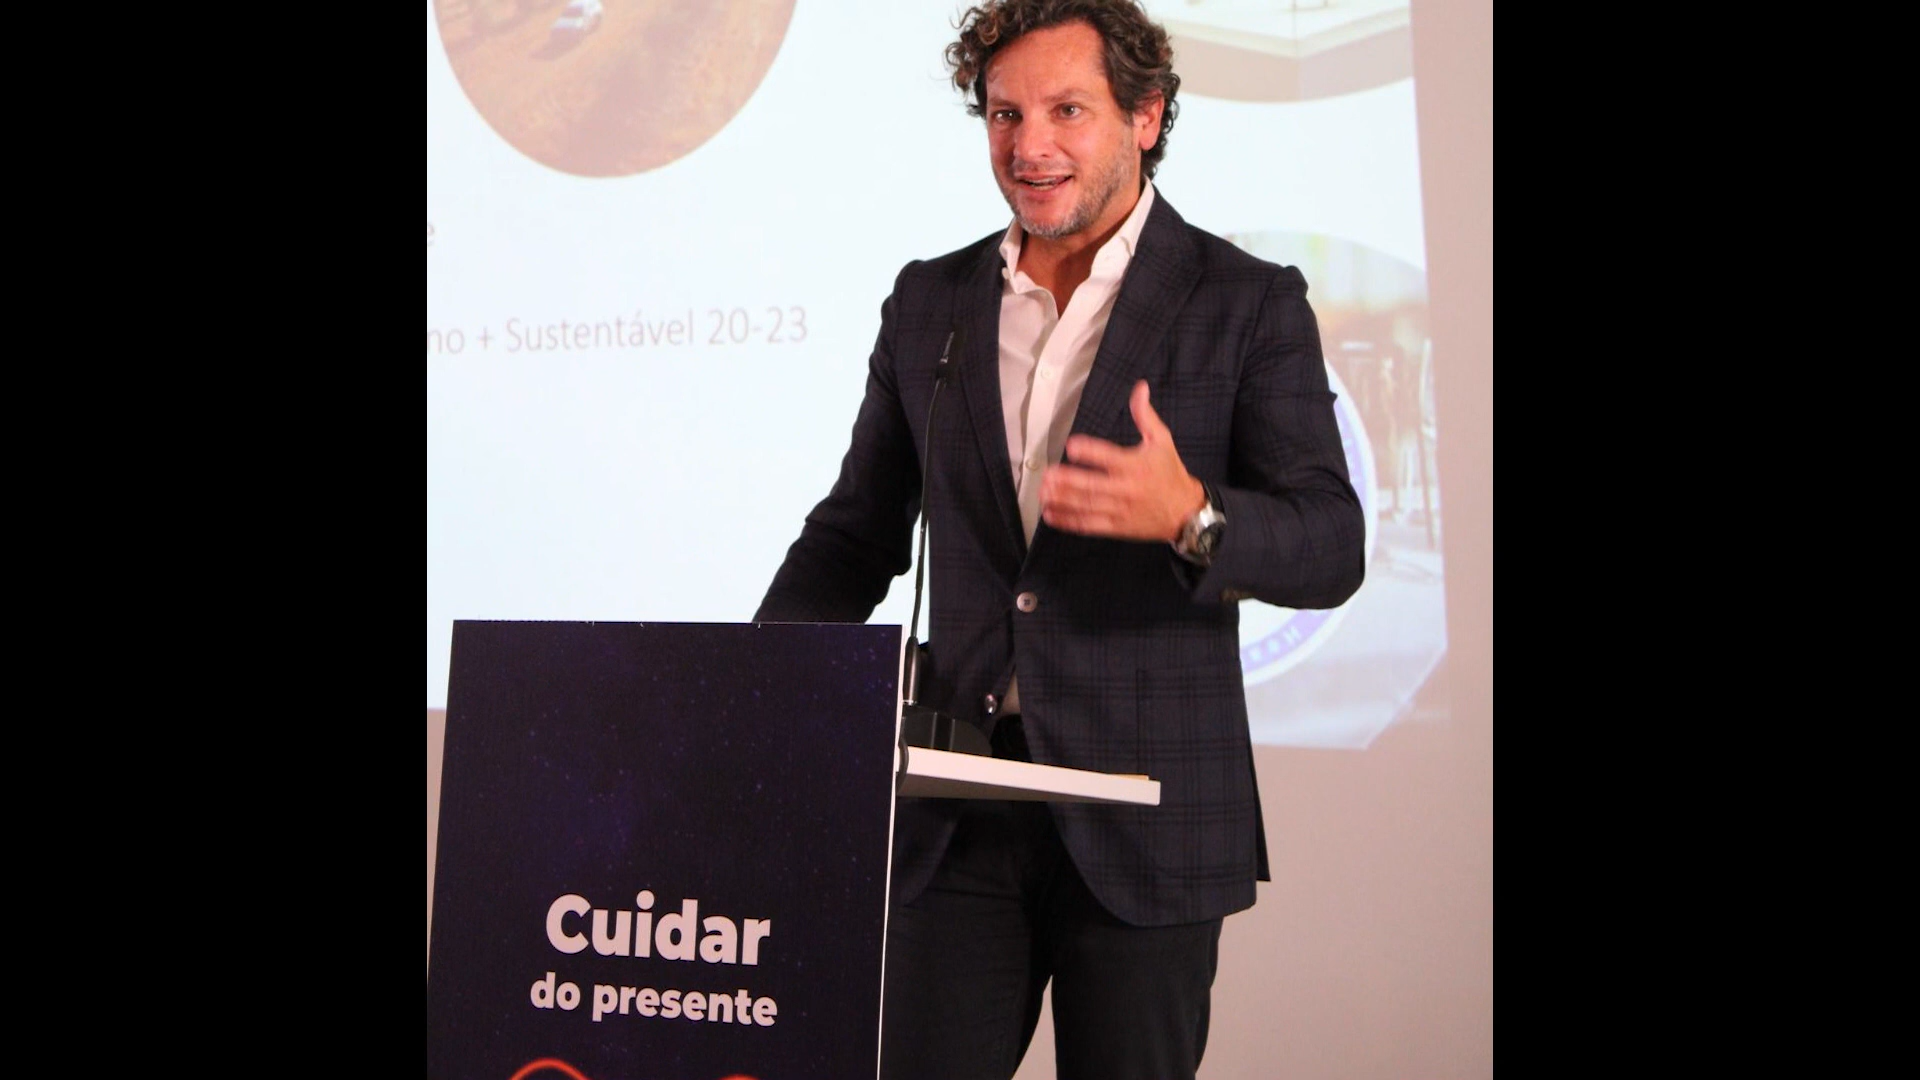 e
no + Sustentável 20-23
Cuidar
do presente